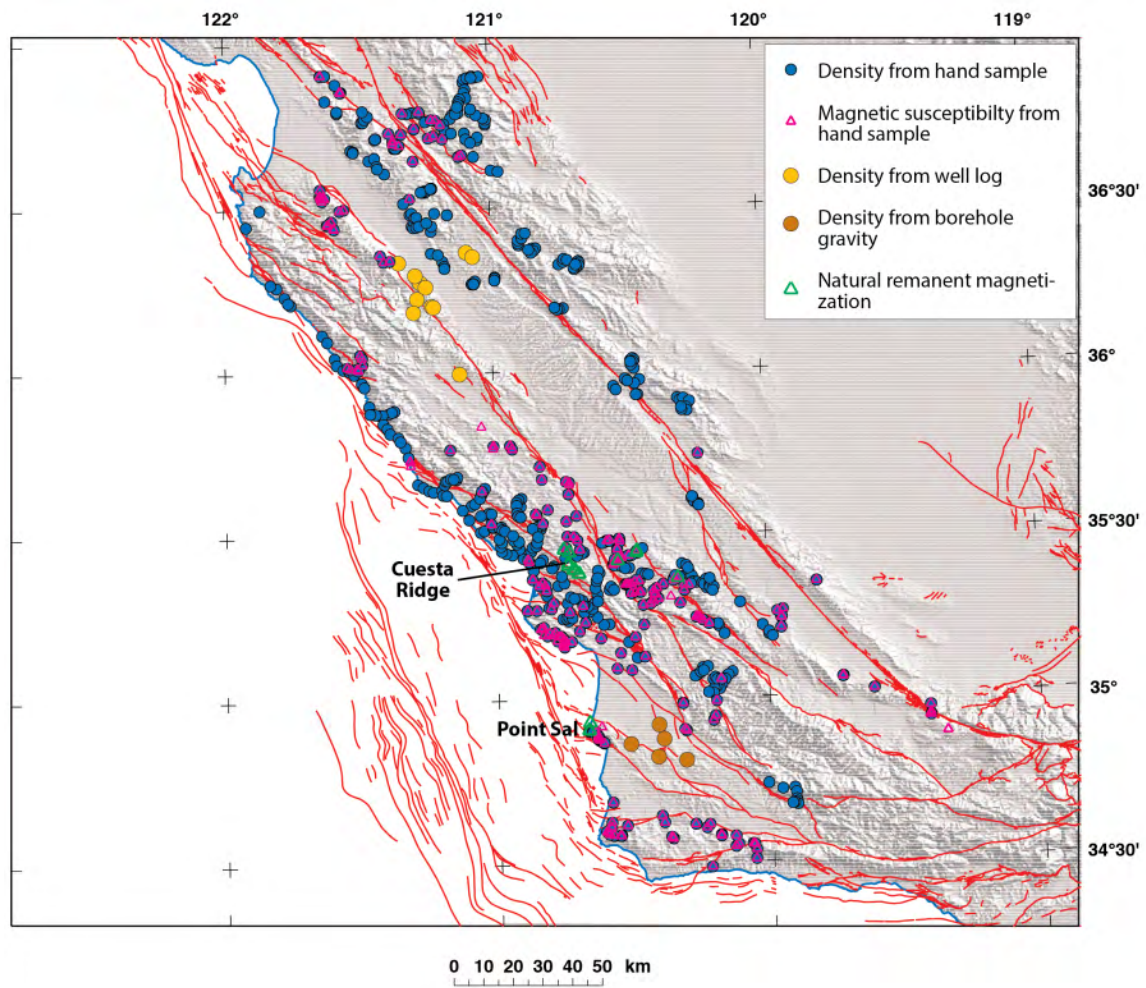 122°
121°
120°
119°
Density from hand sample
Magnetic susceptibilty from
hand sample
Density from well log
Density from borehole
gravity
Natural remanent magneti-
zation
36°30'
36°
35°30'
Cuesta
Ridge
35°
Point Sal
34°30'
0 10 20 30 40 50 km